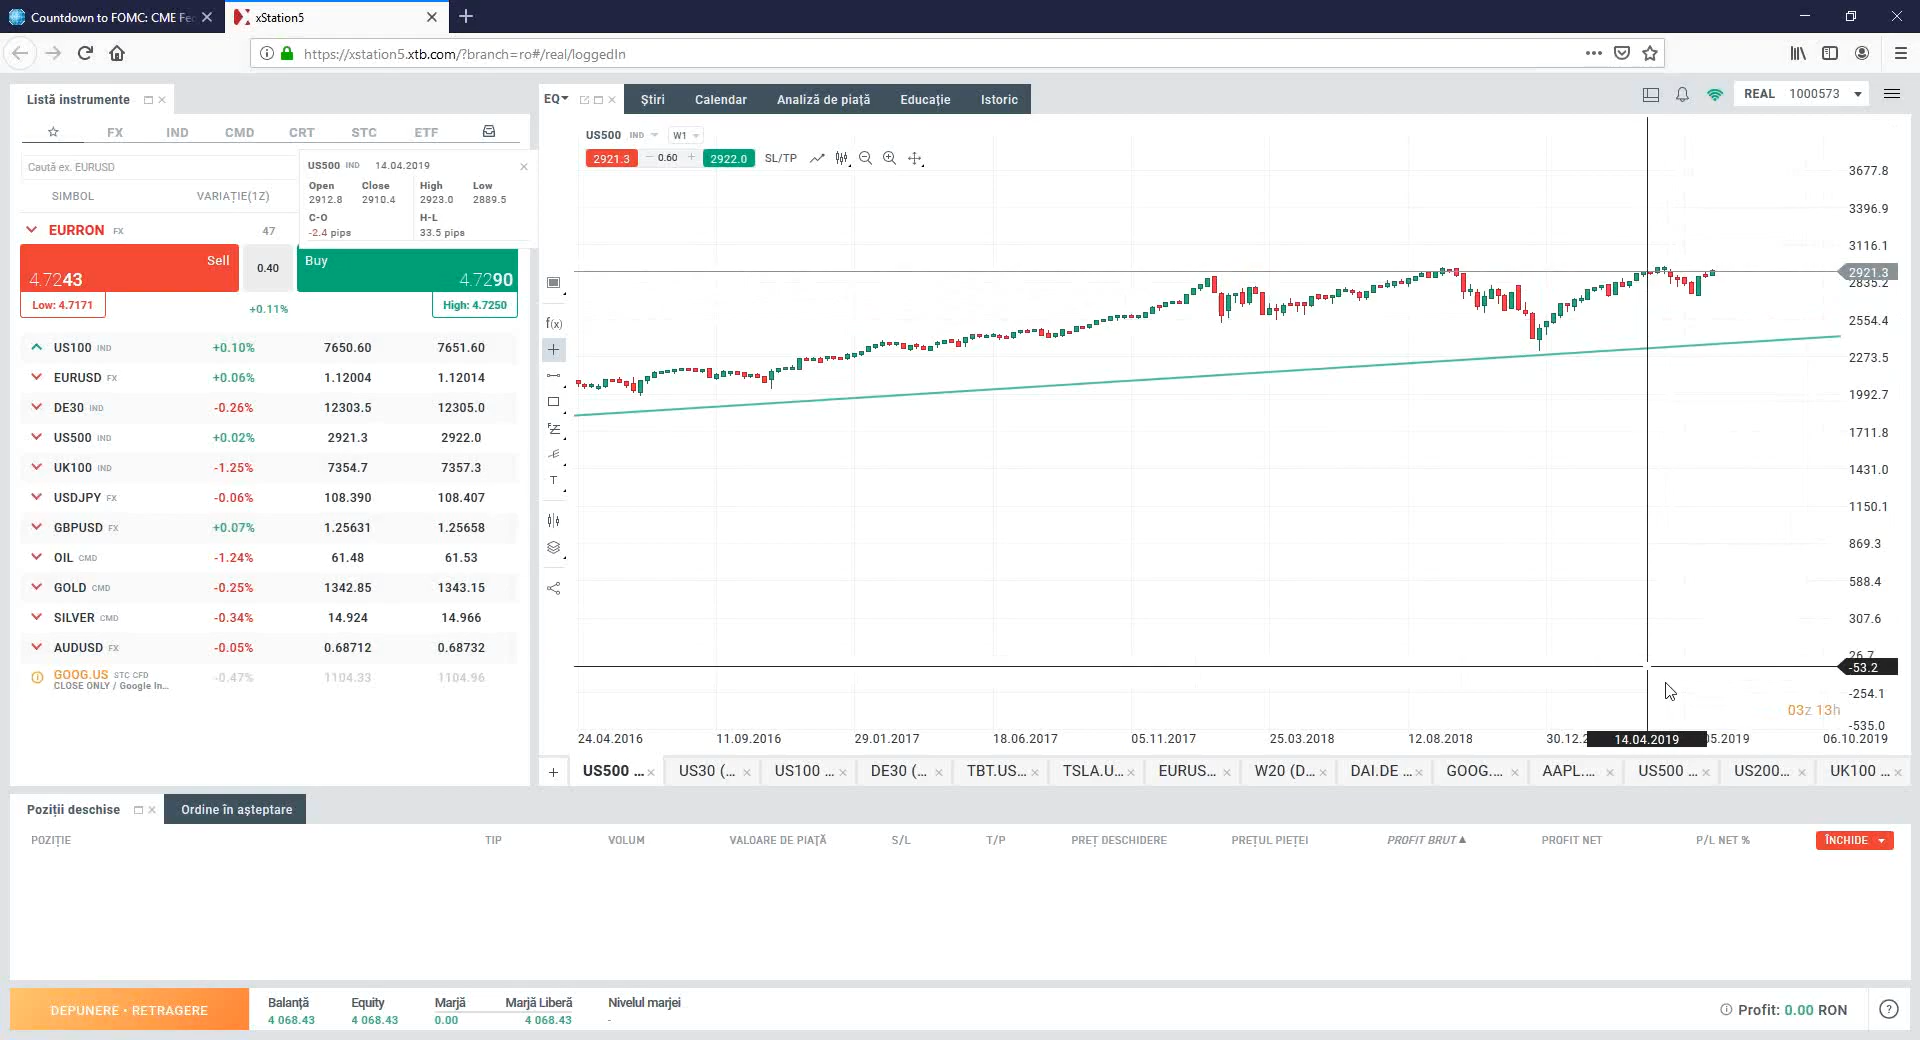 Countdown to FOMC: CME Fe
xStation5
https://xstation5.xtb.com/?branch=ro#/real/loggedIn
Listă instrumente
EQ
Știri
Calendar
Analiză de piață
Educație
Istoric
REAL 1000573
FX
IND
CMD
CRT
STC
ETF
Caută ex. EURUSD
SIMBOL
VARIAȚIE(1Z)
US500 IND 14.04.2019
Open Close High Low
2912.8 2910.4 2923.0 2889.5
C-O H-L
-2.4 pips 33.5 pips
EURRON FX 47
Sell
4.7243
0.40
Buy
4.7290
Low: 4.7171
+0.11%
High: 4.7250
US100 IND +0.10% 7650.60 7651.60
EURUSD FX +0.06% 1.12004 1.12014
DE30 IND -0.26% 12303.5 12305.0
US500 IND +0.02% 2921.3 2922.0
UK100 IND -1.25% 7354.7 7357.3
USDJPY FX -0.06% 108.390 108.407
GBPUSD FX +0.07% 1.25631 1.25658
OIL CMD -1.24% 61.48 61.53
GOLD CMD -0.25% 1342.85 1343.15
SILVER CMD -0.34% 14.924 14.966
AUDUSD FX -0.05% 0.68712 0.68732
GOOG.US STC CFD -0.47% 1104.33 1104.96
CLOSE ONLY / Google In...
US500 IND W1
2921.3 0.60 2922.0 SL/TP
f(x)
T
3677.8
3396.9
3116.1
2921.3
2835.2
2554.4
2273.5
1992.7
1711.8
1431.0
1150.1
869.3
588.4
307.6
26.7
-53.2
-254.1
-535.0
03z 13h
24.04.2016 11.09.2016 29.01.2017 18.06.2017 05.11.2017 25.03.2018 12.08.2018 30.12.2 14.04.2019 05.2019 06.10.2019
US500 ... US30 (... US100 ... DE30 (... TBT.US... TSLA.U... EURUS... W20 (D... DAI.DE ... GOOG.... AAPL.... US500 ... US200... UK100 ...
Poziții deschise
Ordine în așteptare
POZIȚIE TIP VOLUM VALOARE DE PIAȚĂ S/L T/P PREȚ DESCHIDERE PREȚUL PIEȚEI PROFIT BRUT PROFIT NET P/L NET % ÎNCHIDE
DEPUNERE • RETRAGERE
Balanță Equity Marjă Marjă Liberă Nivelul marjei
4 068.43 4 068.43 0.00 4 068.43 -
Profit: 0.00 RON